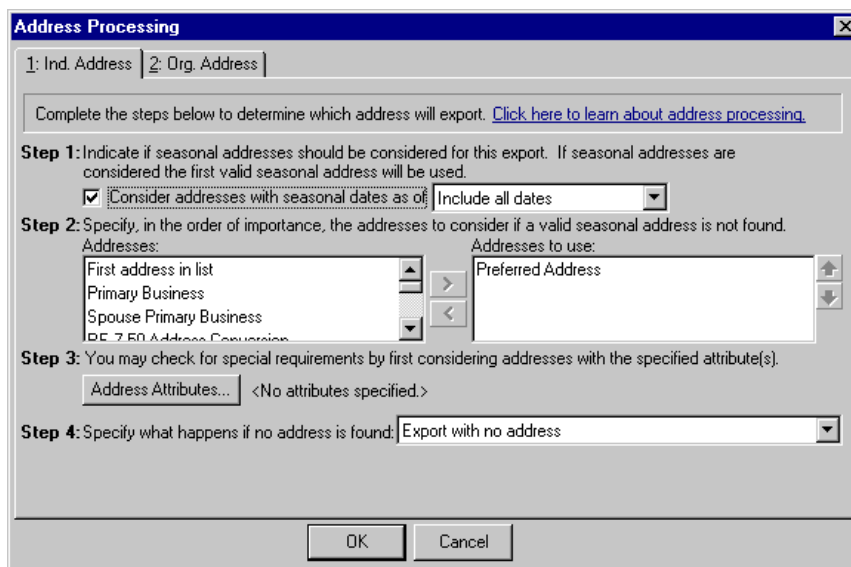 Address Processing
1: Ind. Address 2: Org. Address
Complete the steps below to determine which address will export. Click here to learn about address processing.
Step 1: Indicate if seasonal addresses should be considered for this export. If seasonal addresses are
considered the first valid seasonal address will be used.
Consider addresses with seasonal dates as of Include all dates
Step 2: Specify, in the order of importance, the addresses to consider if a valid seasonal address is not found.
Addresses: Addresses to use:
First address in list Preferred Address
Primary Business
Spouse Primary Business
RE 7.50 Address Conversion
Step 3: You may check for special requirements by first considering addresses with the specified attribute(s).
Address Attributes... <No attributes specified.>
Step 4: Specify what happens if no address is found: Export with no address
OK Cancel